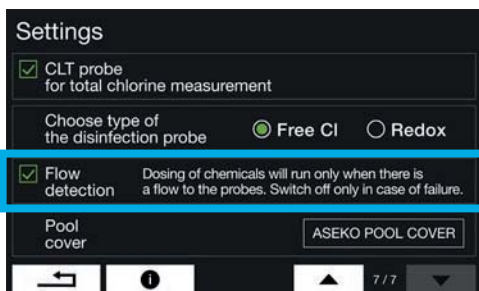 Settings
CLT probe
for total chlorine measurement
Choose type of
the disinfection probe
Free Cl
Redox
Flow
detection
Dosing of chemicals will run only when there is
a flow to the probes. Switch off only in case of failure.
Pool
cover
ASEKO POOL COVER
7/7